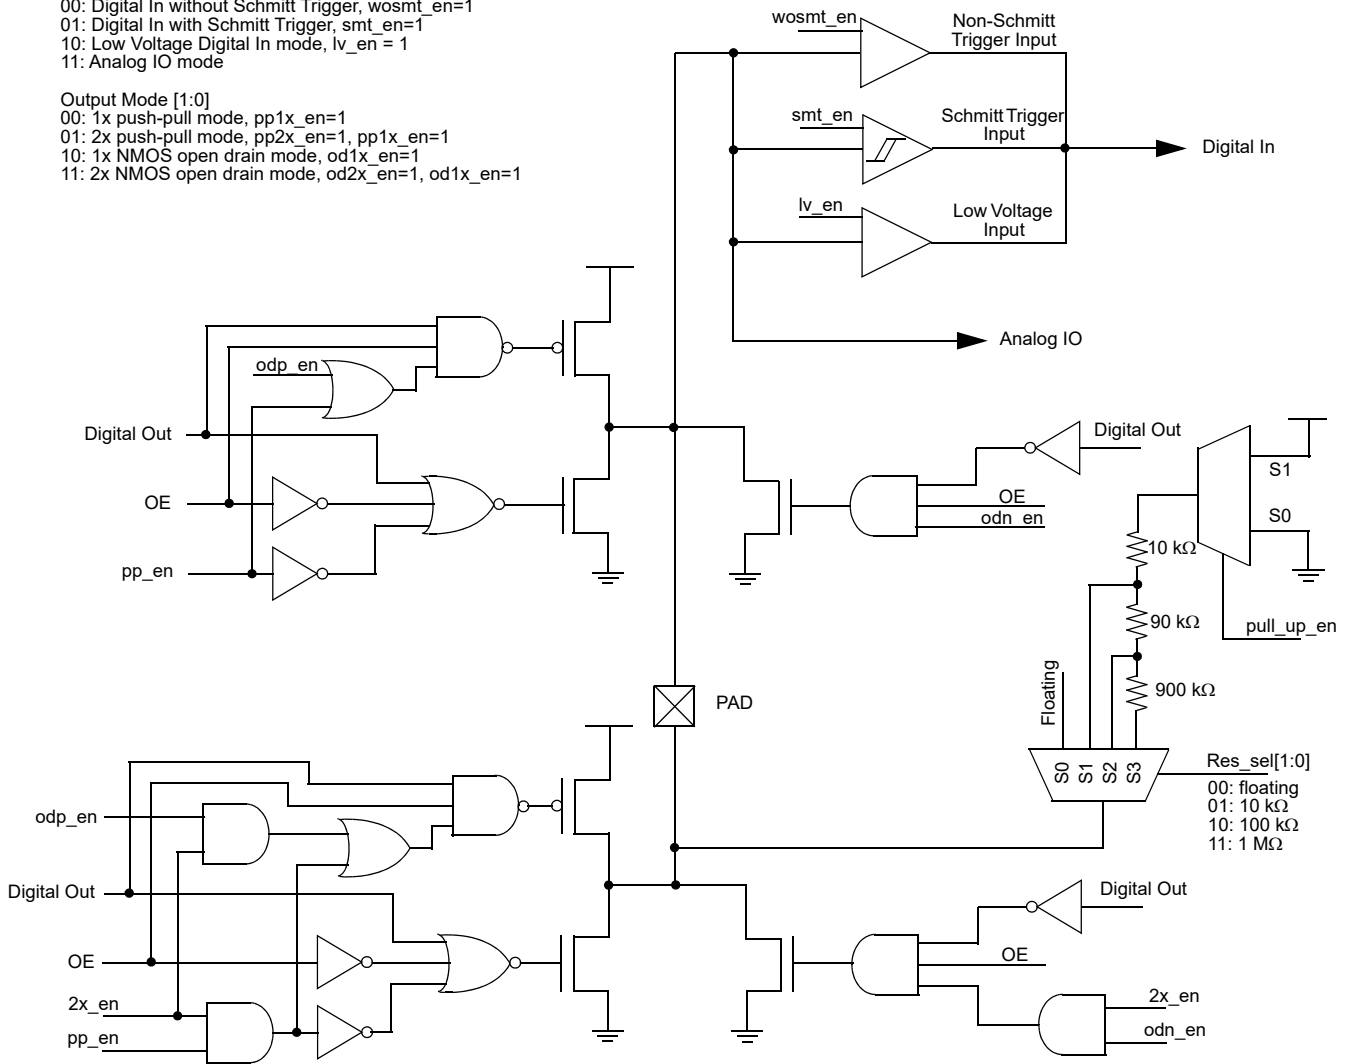 00: Digital In without Schmitt Trigger, wosmt_en=1
01: Digital In with Schmitt Trigger, smt_en=1
10: Low Voltage Digital In mode, lv_en = 1
11: Analog IO mode
Output Mode [1:0]
00: 1x push-pull mode, pp1x_en=1
01: 2x push-pull mode, pp2x_en=1, pp1x_en=1
10: 1x NMOS open drain mode, od1x_en=1
11: 2x NMOS open drain mode, od2x_en=1, od1x_en=1
wosmt_en
Non-Schmitt
Trigger Input
smt_en
Schmitt Trigger
Input
Digital In
lv_en
Low Voltage
Input
Analog IO
odp_en
Digital Out
OE
pp_en
Digital Out
OE
odn_en
S1
S0
10 kΩ
90 kΩ
900 kΩ
pull_up_en
Floating
S0
S1
S2
S3
Res_sel[1:0]
00: floating
01: 10 kΩ
10: 100 kΩ
11: 1 MΩ
PAD
odp_en
Digital Out
OE
2x_en
pp_en
Digital Out
OE
2x_en
odn_en